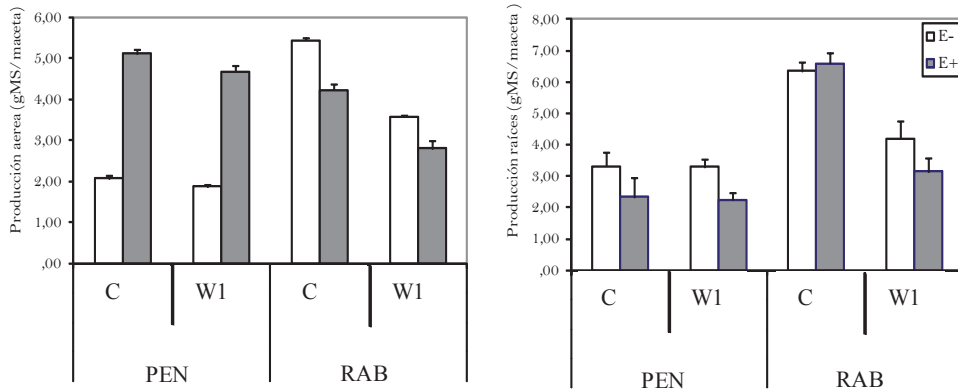 Producción aerea (gMS/maceta)
6,00
5,00
4,00
3,00
2,00
1,00
,00
C
W1
C
W1
PEN
RAB
Producción raíces (gMS/maceta)
8,00
7,00
6,00
5,00
4,00
3,00
2,00
1,00
,00
E-
E+
C
W1
C
W1
PEN
RAB